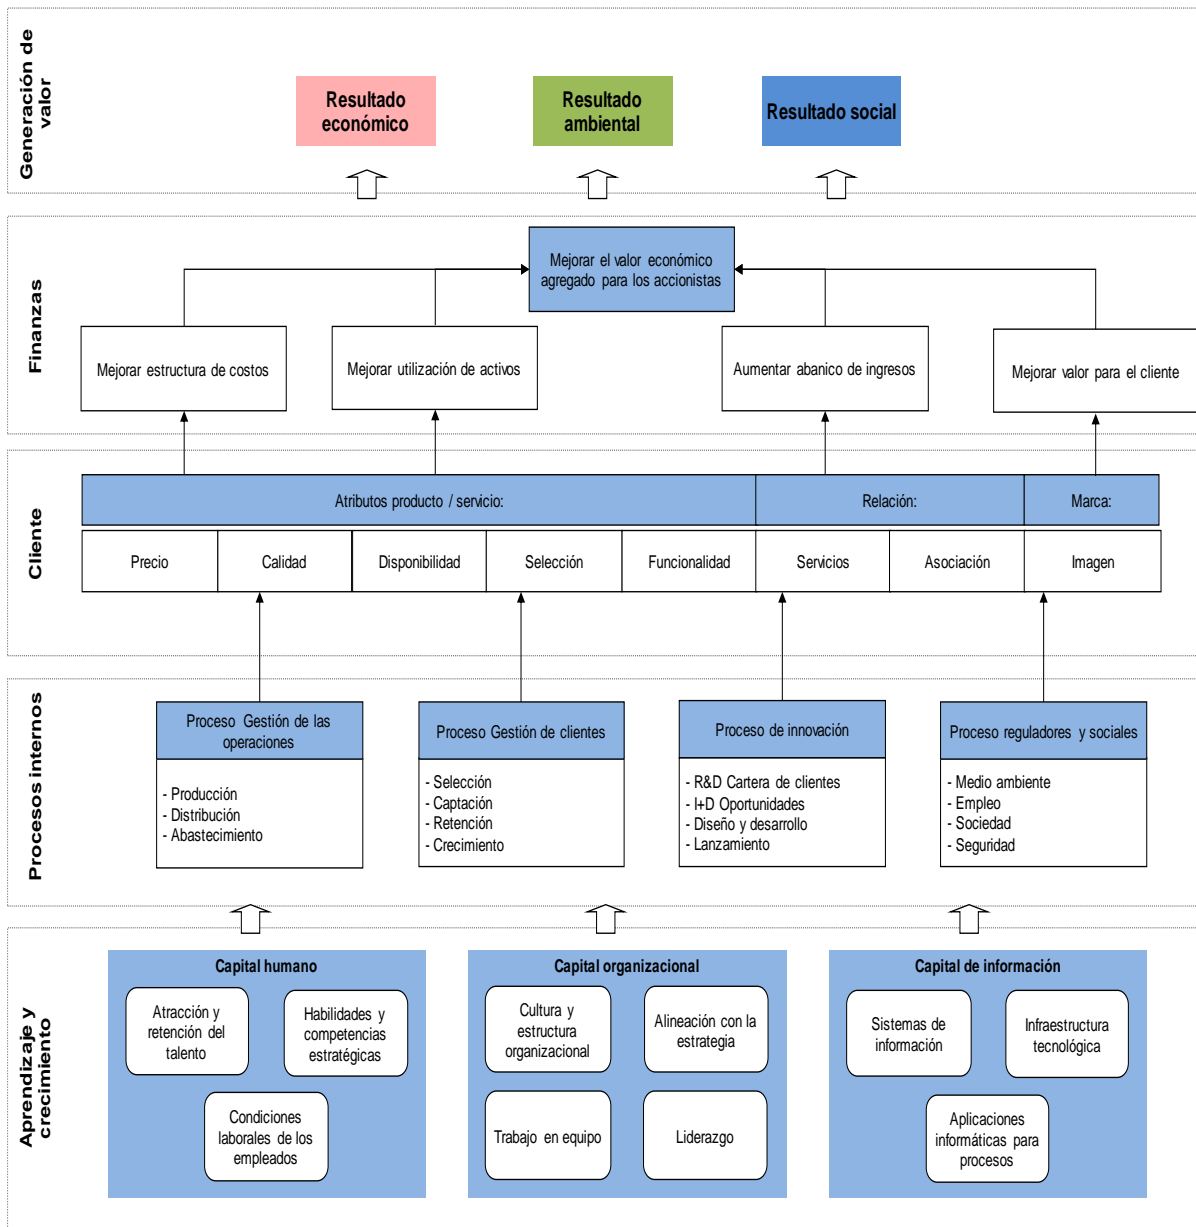 Generación de
valor
Resultado
económico
Resultado
ambiental
Resultado social
Finanzas
Mejorar el valor económico
agregado para los accionistas
Mejorar estructura de costos
Mejorar utilización de activos
Aumentar abanico de ingresos
Mejorar valor para el cliente
Cliente
Atributos producto / servicio:
Relación:
Marca:
Precio
Calidad
Disponibilidad
Selección
Funcionalidad
Servicios
Asociación
Imagen
Procesos internos
Proceso Gestión de las
operaciones
- Producción
- Distribución
- Abastecimiento
Proceso Gestión de clientes
- Selección
- Captación
- Retención
- Crecimiento
Proceso de innovación
- R&D Cartera de clientes
- I+D Oportunidades
- Diseño y desarrollo
- Lanzamiento
Proceso reguladores y sociales
- Medio ambiente
- Empleo
- Sociedad
- Seguridad
Aprendizaje y
crecimiento
Capital humano
Atracción y
retención del
talento
Habilidades y
competencias
estratégicas
Condiciones
laborales de los
empleados
Capital organizacional
Cultura y
estructura
organizacional
Alineación con la
estrategia
Trabajo en equipo
Liderazgo
Capital de información
Sistemas de
información
Infraestructura
tecnológica
Aplicaciones
informáticas para
procesos